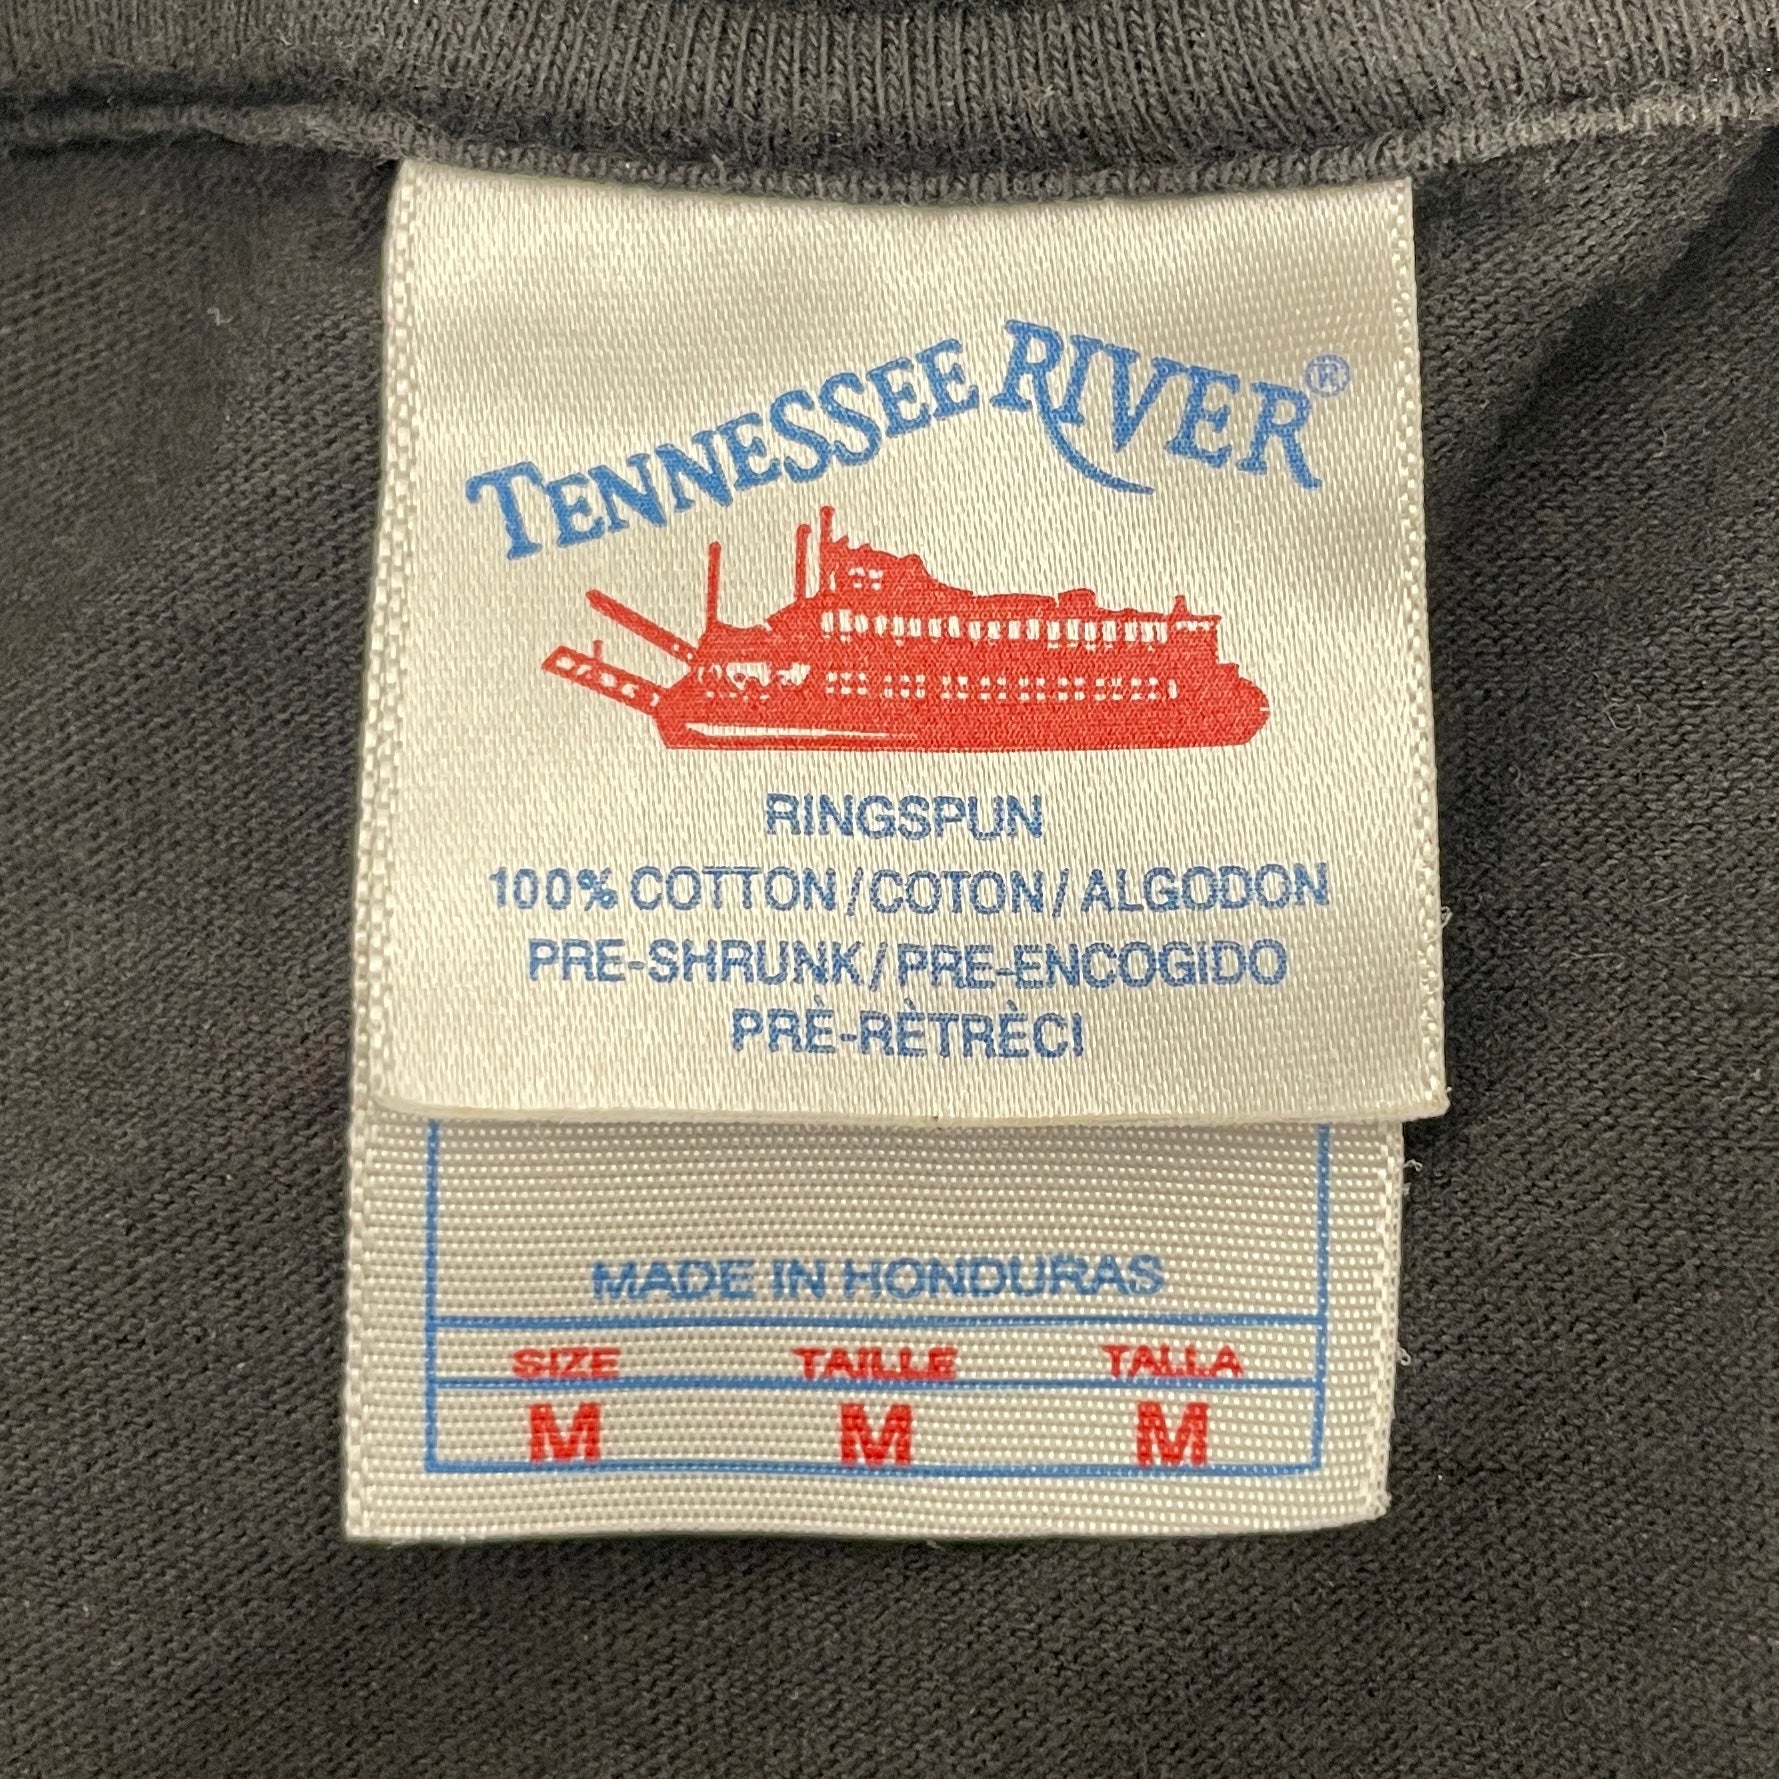 TENNESSEE RIVER®
RINGSPUN
100% COTTON/COTON/ALGODON
PRE-SHRUNK/PRE-ENCOGIDO
PRÈ-RÈTRÈCI
MADE IN HONDURAS
SIZE TAILLE TALLA
M M M